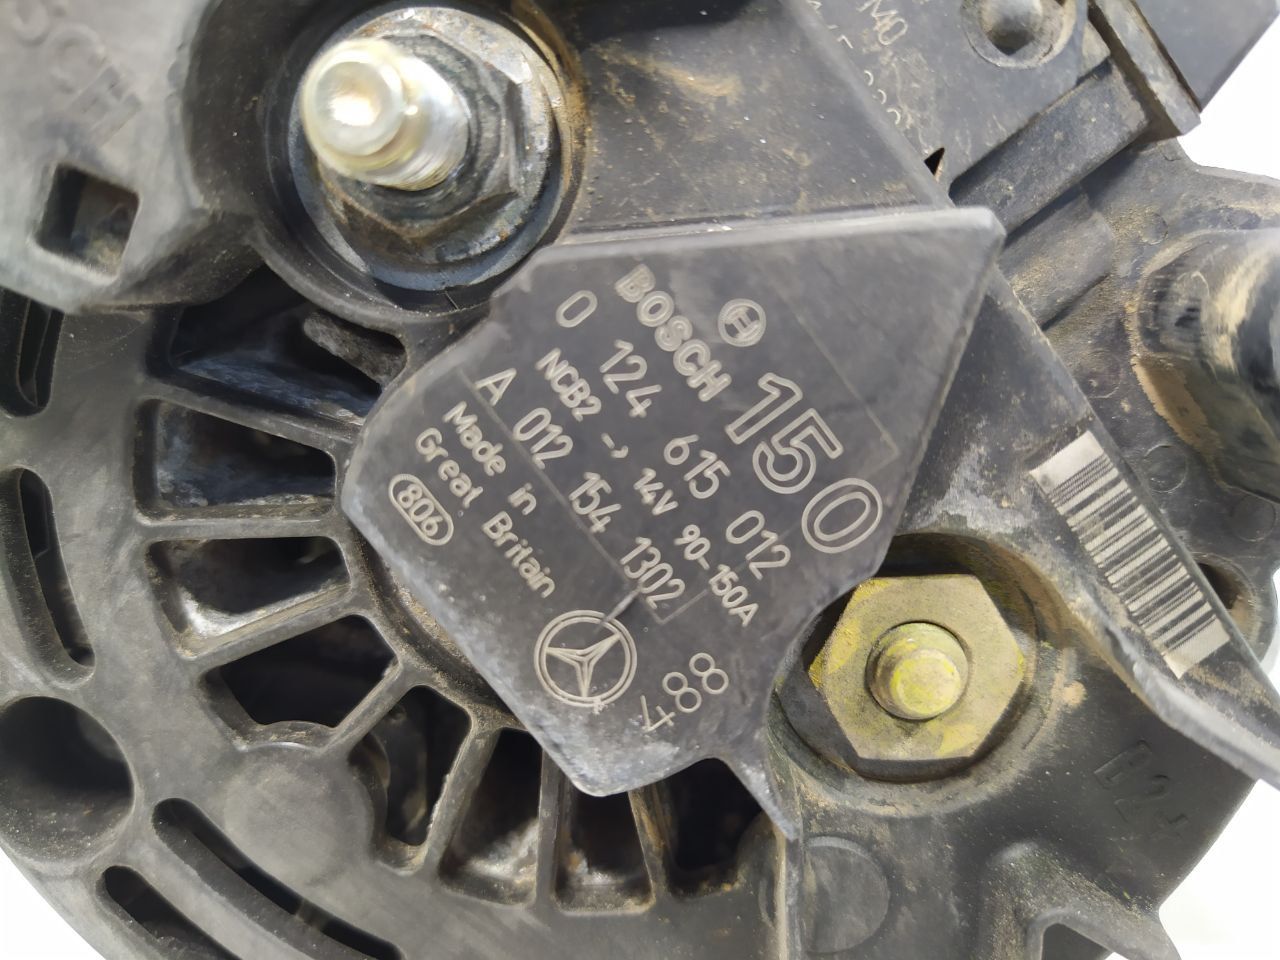 BOSCH
150
0 124 615 012
NCB2 -, 14V 90-150A
A 012 154 1302
Made in
Great Britain
806
488
B2+